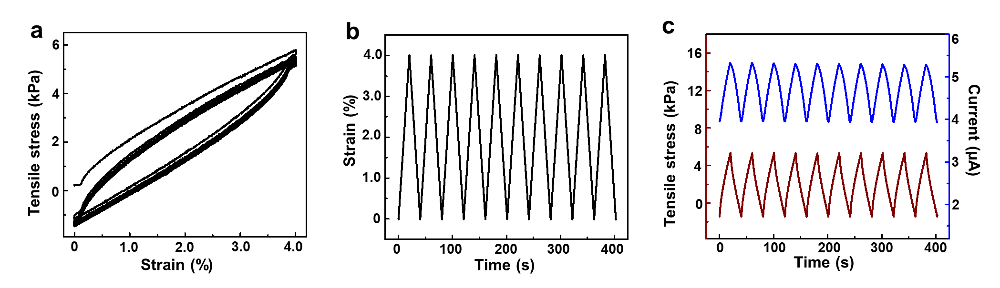 a
Tensile stress (kPa)
6
4
2
0
0 1.0 2.0 3.0 4.0
Strain (%)
b
Strain (%)
4.0
3.0
2.0
1.0
0
0 100 200 300 400
Time (s)
c
Tensile stress (kPa)
16
12
8
4
0
0 100 200 300 400
Time (s)
6
5
4
3
2
Current (μA)